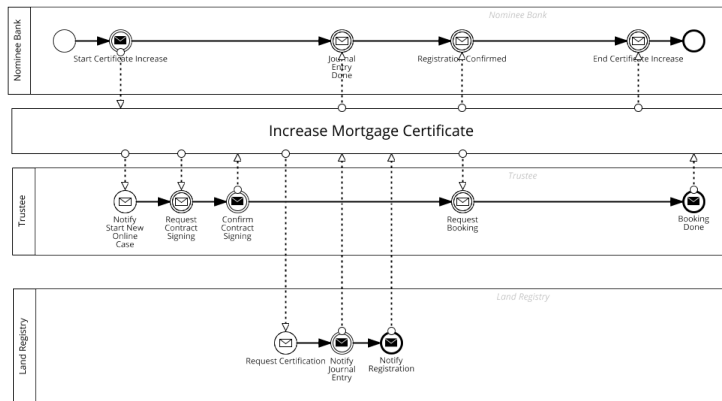 Nominee Bank
Nominee Bank
Start Certificate Increase
Journal
Entry
Done
Registration Confirmed
End Certificate Increase
Increase Mortgage Certificate
Trustee
Trustee
Notify
Start New
Online
Case
Request
Contract
Signing
Confirm
Contract
Signing
Request
Booking
Booking
Done
Land Registry
Land Registry
Request Certification
Notify
Journal
Entry
Notify
Registration